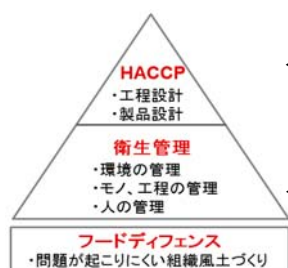 HACCP
・工程設計
・製品設計
衛生管理
・環境の管理
・モノ、工程の管理
・人の管理
フードディフェンス
・問題が起こりにくい組織風土づくり